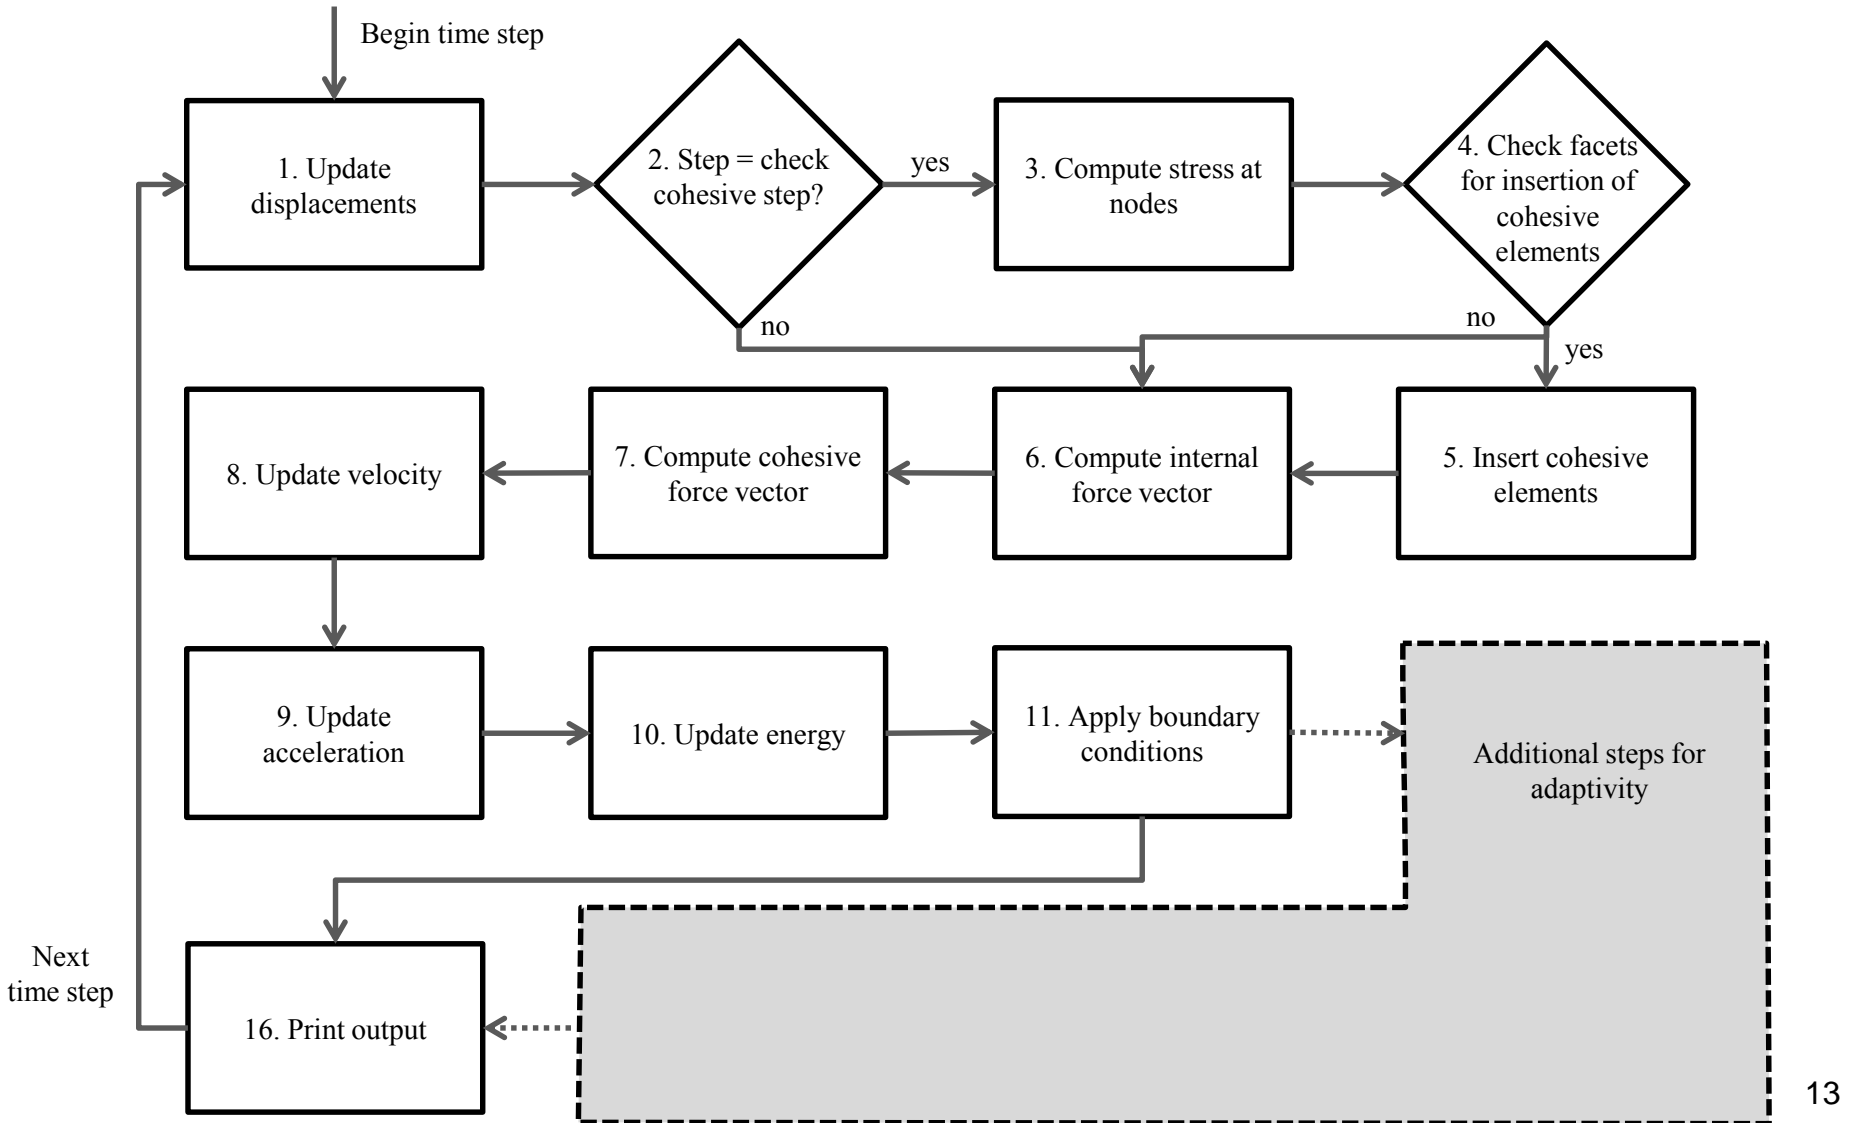 Begin time step
1. Update
displacements
2. Step = check
cohesive step?
yes
3. Compute stress at
nodes
4. Check facets
for insertion of
cohesive
elements
no
no
yes
8. Update velocity
7. Compute cohesive
force vector
6. Compute internal
force vector
5. Insert cohesive
elements
9. Update
acceleration
10. Update energy
11. Apply boundary
conditions
Additional steps for
adaptivity
Next
time step
16. Print output
13